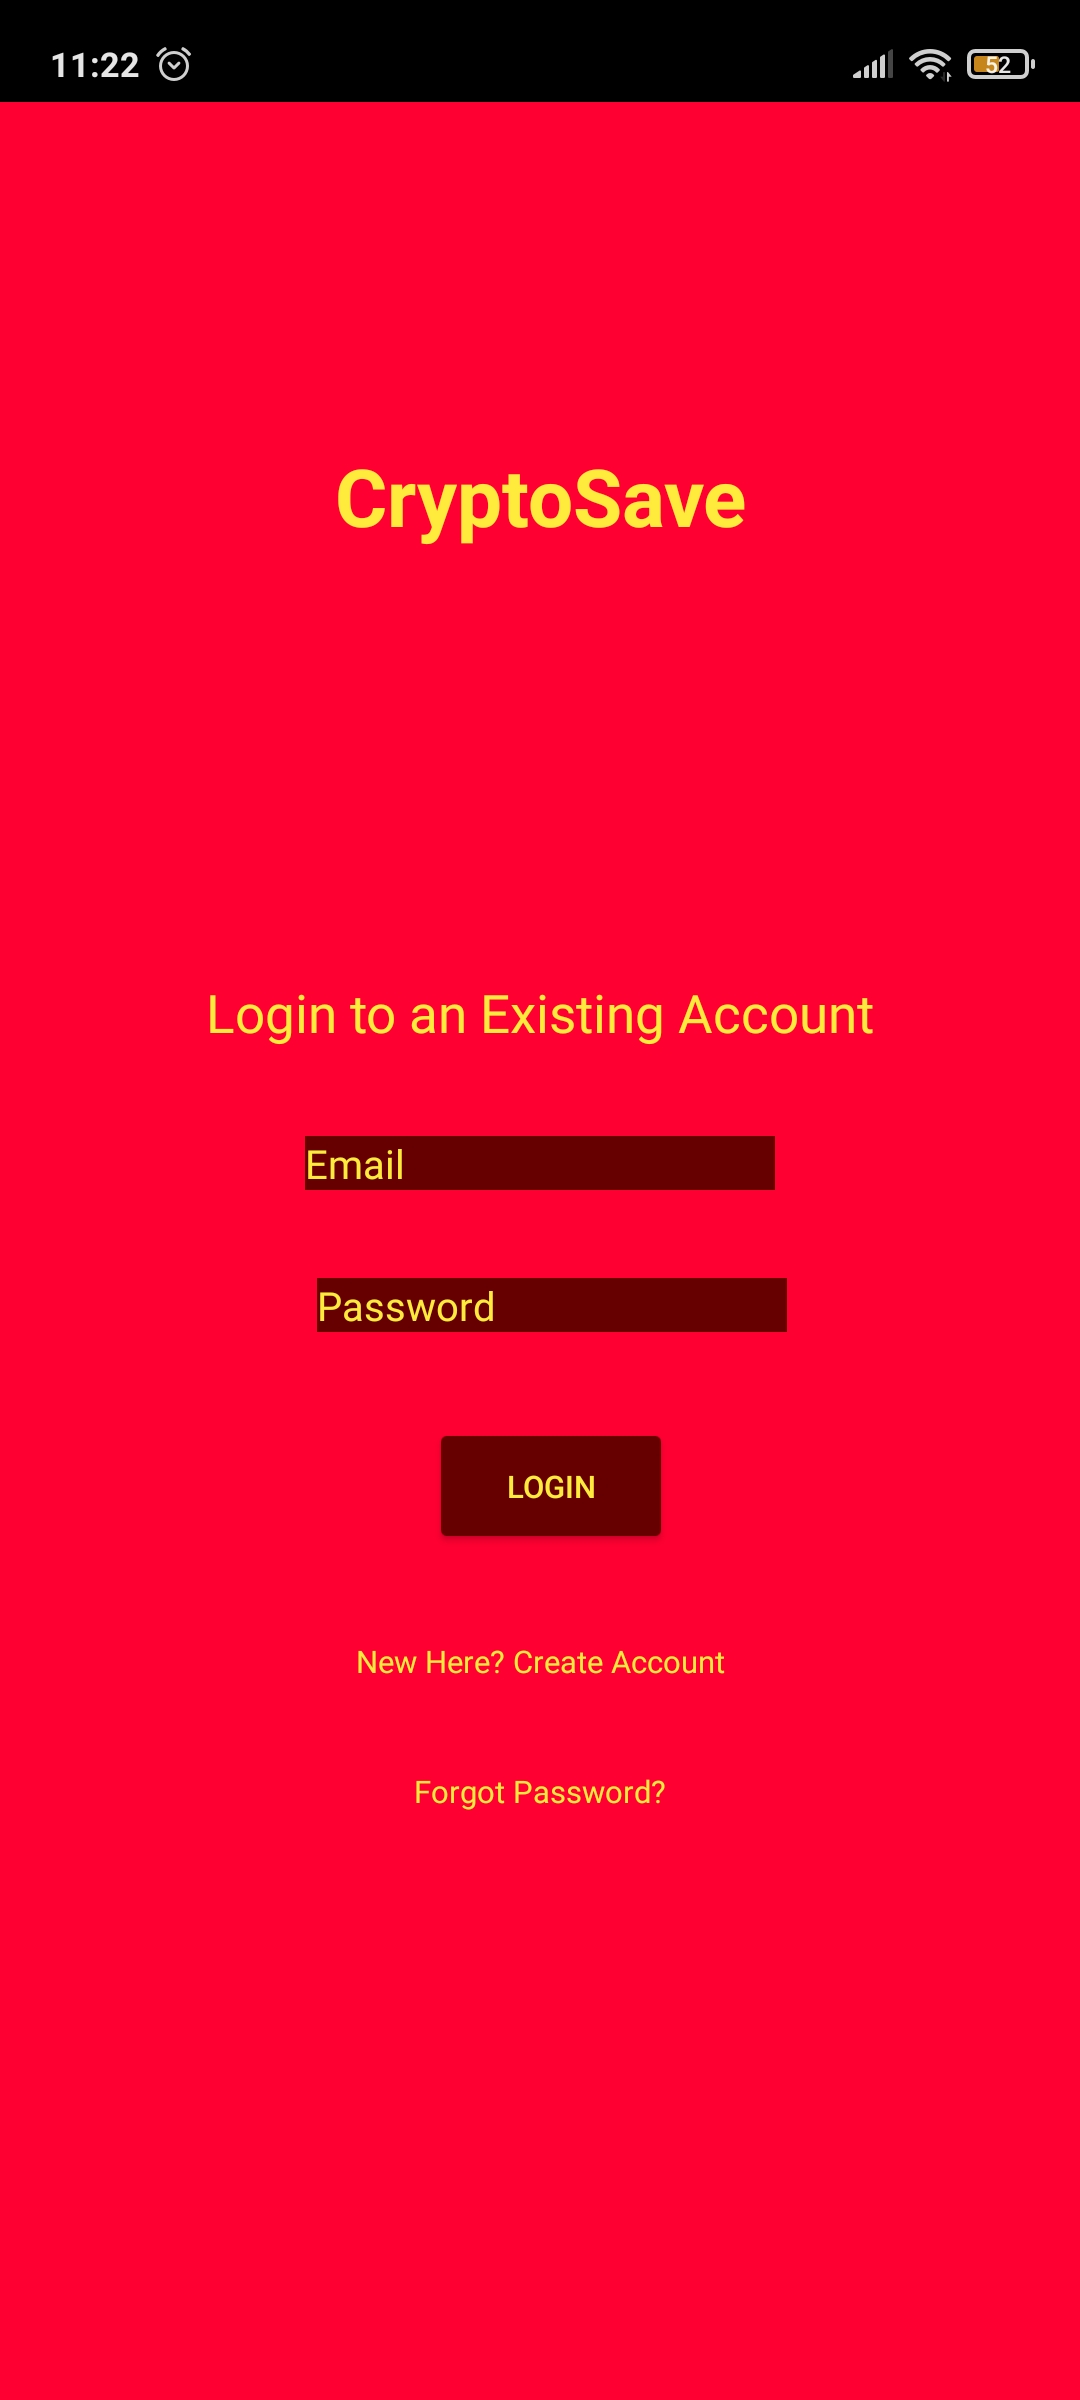 11:22
52
CryptoSave
Login to an Existing Account
Email
Password
LOGIN
New Here? Create Account
Forgot Password?